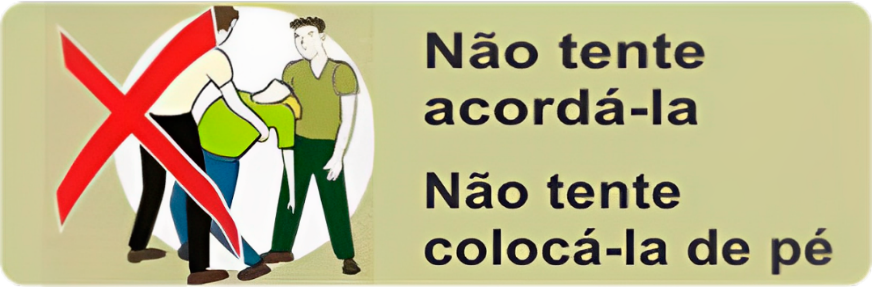 Não tente
acordá-la
Não tente
colocá-la de pé